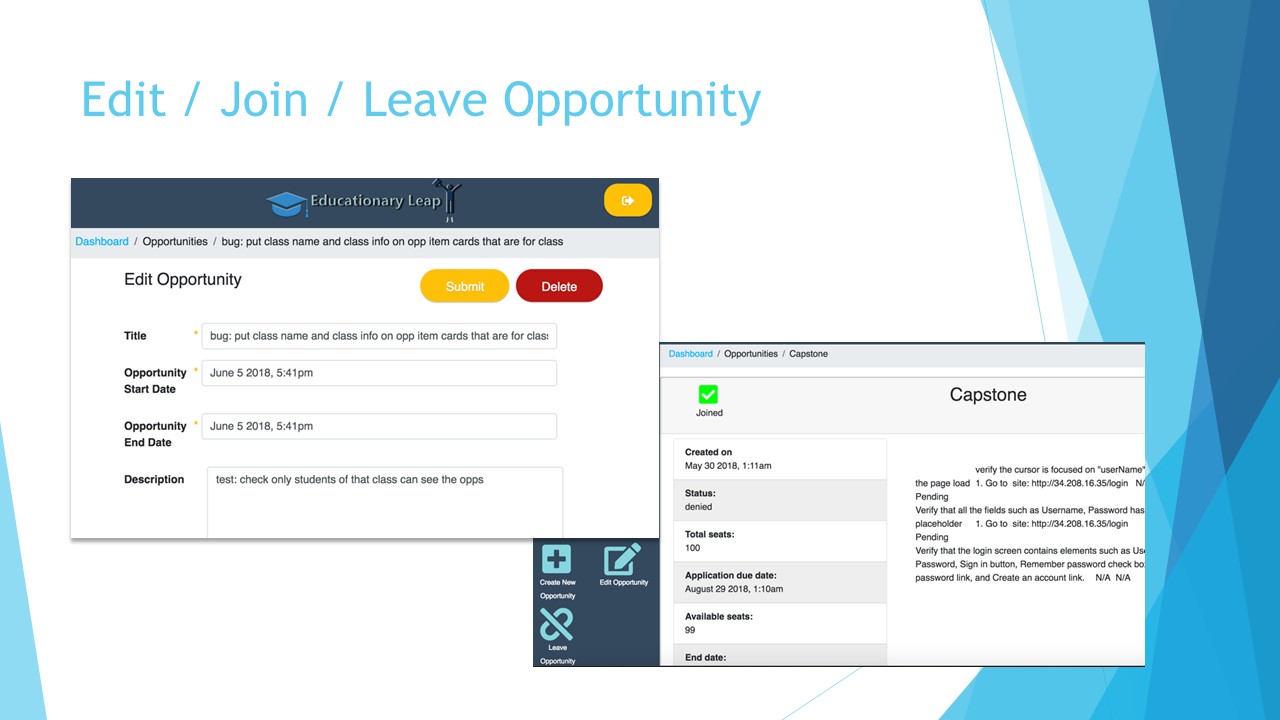 Edit / Join / Leave Opportunity
Educationary Leap
Dashboard / Opportunities / bug: put class name and class info on opp item cards that are for class
Edit Opportunity
Submit
Delete
Title * bug: put class name and class info on opp item cards that are for class
Opportunity * June 5 2018, 5:41pm
Start Date
Opportunity * June 5 2018, 5:41pm
End Date
Description test: check only students of that class can see the opps
Dashboard / Opportunities / Capstone
Joined
Capstone
Created on
May 30 2018, 1:11am
Status:
denied
Total seats:
100
Application due date:
August 29 2018, 1:10am
Available seats:
99
End date:
verify the cursor is focused on "userName"
the page load 1. Go to site: http://34.208.16.35/login N/
Pending
Verify that all the fields such as Username, Password has
placeholder 1. Go to site: http://34.208.16.35/login
Pending
Verify that the login screen contains elements such as Us
Password, Sign in button, Remember password check bo
password link, and Create an account link. N/A N/A
Create New
Opportunity
Edit Opportunity
Leave
Opportunity